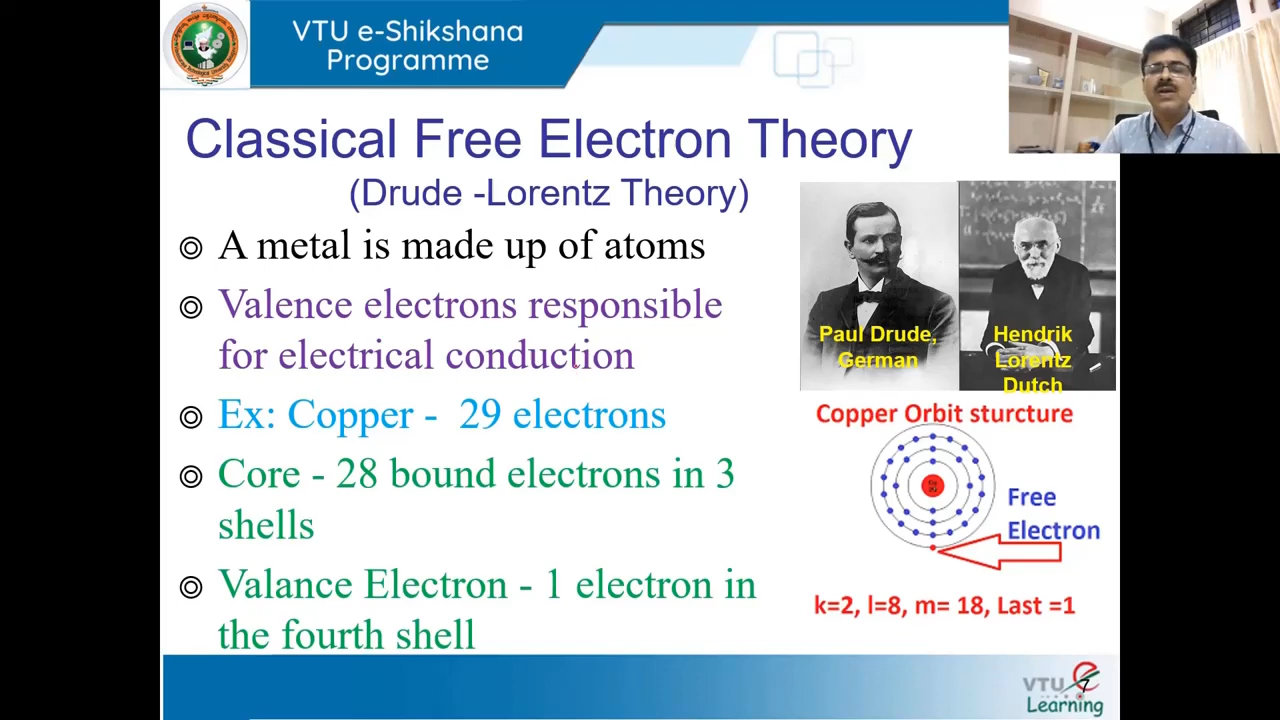 VTU e-Shikshana
Programme
Classical Free Electron Theory
(Drude -Lorentz Theory)
A metal is made up of atoms
Valence electrons responsible
for electrical conduction
Ex: Copper - 29 electrons
Core - 28 bound electrons in 3
shells
Valance Electron - 1 electron in
the fourth shell
Paul Drude,
German
Hendrik
Lorentz
Dutch
Copper Orbit sturcture
Free
Electron
k=2, l=8, m= 18, Last =1
VTU
Learning
7